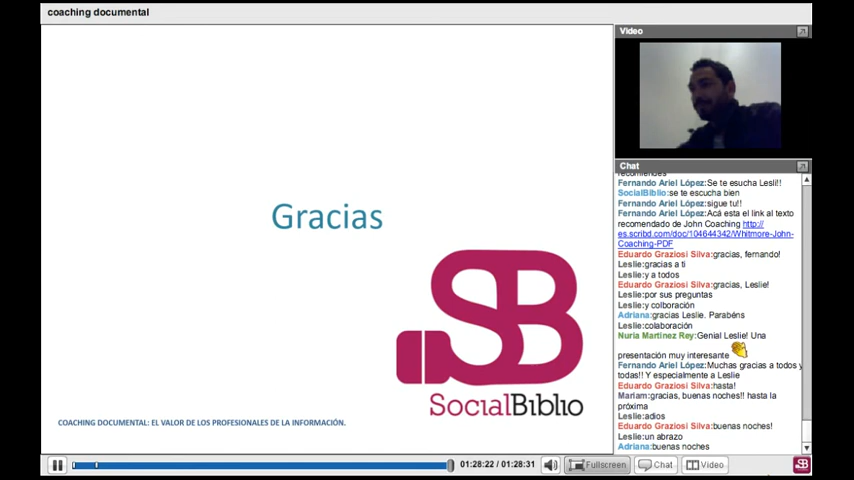 coaching documental
Gracias
SB
SocialBiblio
COACHING DOCUMENTAL: EL VALOR DE LOS PROFESIONALES DE LA INFORMACIÓN.
Video
Chat
Fernando Ariel López:Se te esucha Lesli!!
SocialBiblio:se te escucha bien
Fernando Ariel López:sigue tu!!
Fernando Ariel López:Acá esta el link al texto
recomendado de John Coaching http://
es.scribd.com/doc/104644342/Whitmore-John-
Coaching-PDF
Eduardo Graziosi Silva:gracias, fernando!
Leslie:gracias a ti
Leslie:y a todos
Eduardo Graziosi Silva:gracias, Leslie!
Leslie:por sus preguntas
Leslie:y colboración
Adriana:gracias Leslie. Parabéns
Leslie:colaboración
Nuria Martinez Rey:Genial Leslie! Una
presentación muy interesante
Fernando Ariel López:Muchas gracias a todos y
todas!! Y especialmente a Leslie
Eduardo Graziosi Silva:hasta!
Mariam:gracias, buenas noches!! hasta la
próxima
Leslie:adios
Eduardo Graziosi Silva:buenas noches!
Leslie:un abrazo
Adriana:buenas noches
01:28:22 / 01:28:31
Fullscreen
Chat
Video
SB